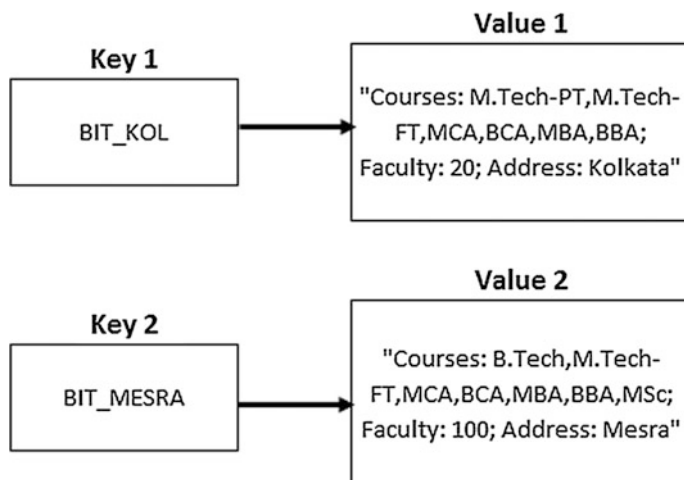 Value 1
Key 1
BIT_KOL
"Courses: M.Tech-PT,M.Tech-
FT,MCA,BCA,MBA,BBA;
Faculty: 20; Address: Kolkata"
Value 2
Key 2
BIT_MESRA
"Courses: B.Tech,M.Tech-
FT,MCA,BCA,MBA,BBA,MSc;
Faculty: 100; Address: Mesra"